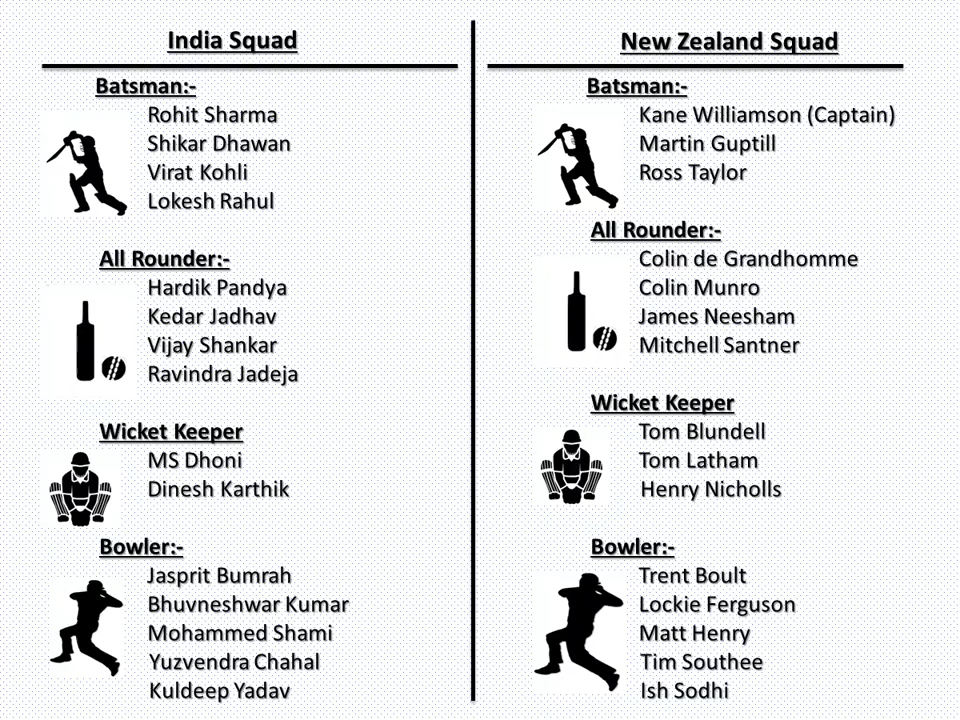 India Squad
Batsman:-
Rohit Sharma
Shikar Dhawan
Virat Kohli
Lokesh Rahul
All Rounder:-
Hardik Pandya
Kedar Jadhav
Vijay Shankar
Ravindra Jadeja
Wicket Keeper
MS Dhoni
Dinesh Karthik
Bowler:-
Jasprit Bumrah
Bhuvneshwar Kumar
Mohammed Shami
Yuzvendra Chahal
Kuldeep Yadav
New Zealand Squad
Batsman:-
Kane Williamson (Captain)
Martin Guptill
Ross Taylor
All Rounder:-
Colin de Grandhomme
Colin Munro
James Neesham
Mitchell Santner
Wicket Keeper
Tom Blundell
Tom Latham
Henry Nicholls
Bowler:-
Trent Boult
Lockie Ferguson
Matt Henry
Tim Southee
Ish Sodhi